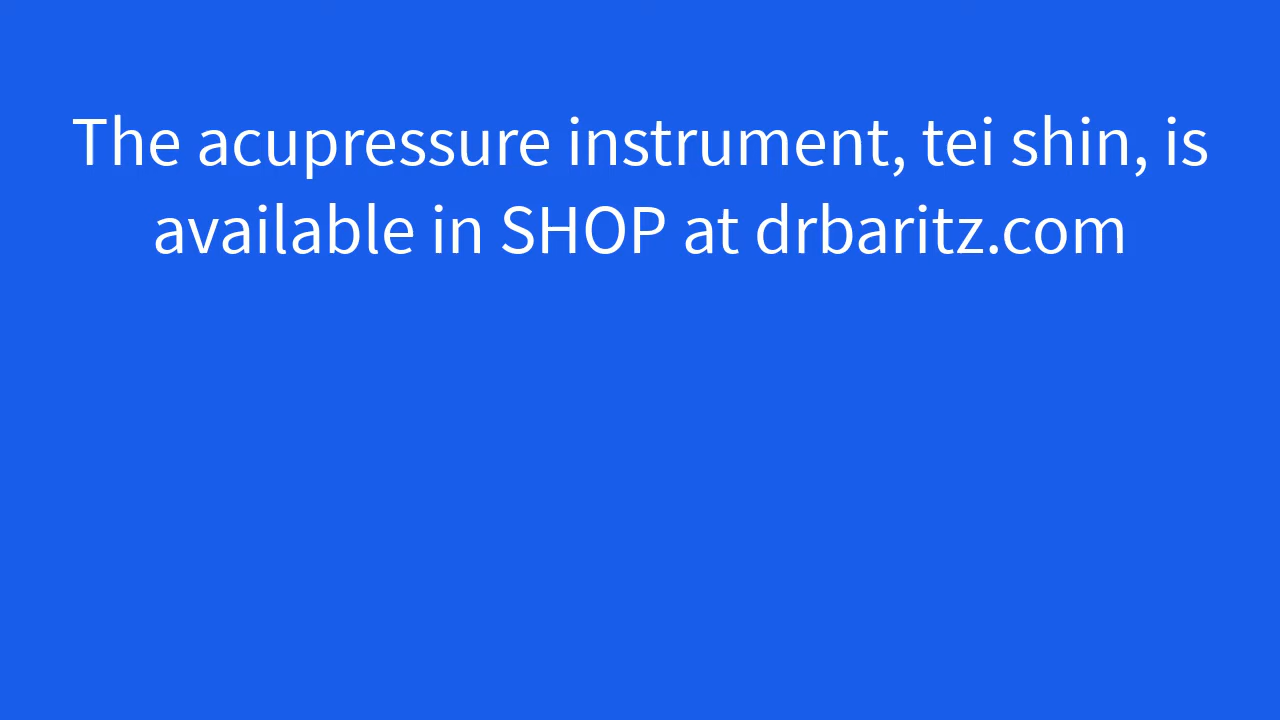 The acupressure instrument, tei shin, is
available in SHOP at drbaritz.com